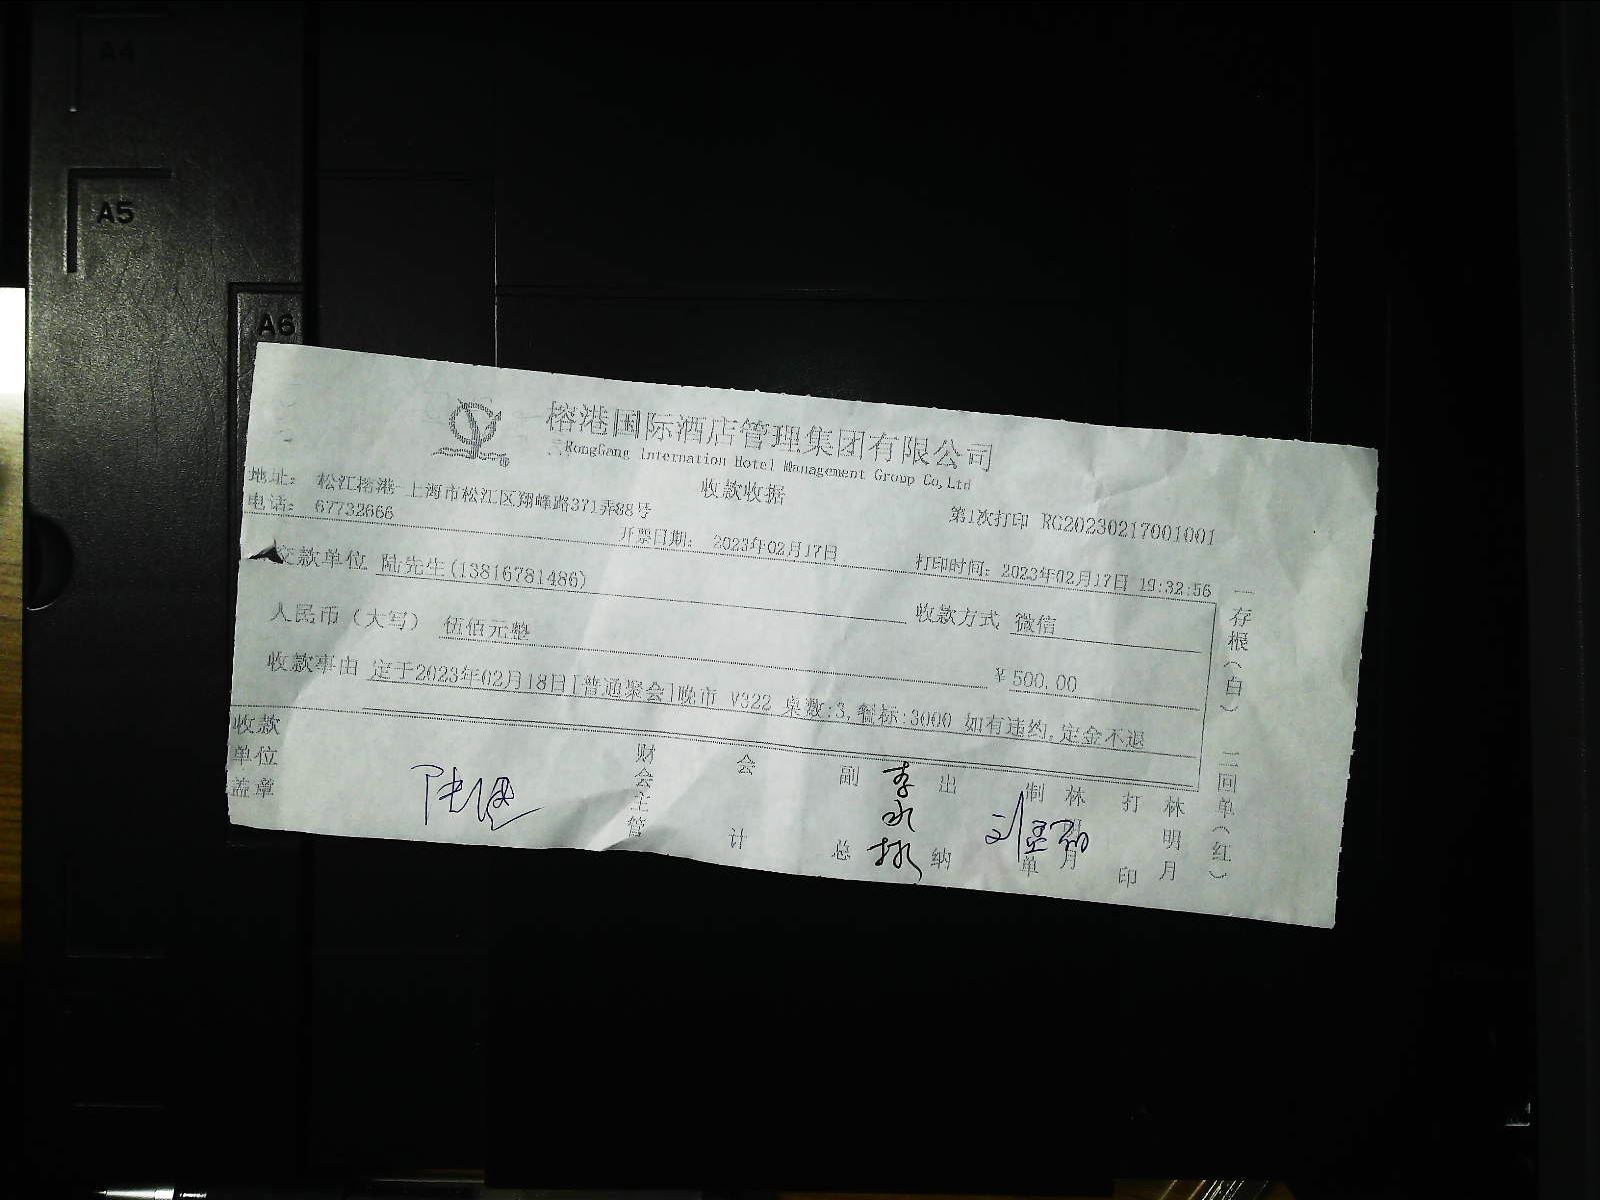 A4
A5
A6
榕港国际酒店管理集团有限公司
RongGang Internation Hotel Management Group Co,Ltd
收款收据
地址： 松江榕港-上海市松江区翔峰路371弄88号
第1次打印 RG20230217001001
电话： 67732666
开票日期： 2023年02月17日
打印时间：2023年02月17日 19:32:56
交款单位 陆先生(13816781486)
收款方式 微信
人民币（大写） 伍佰元整
￥500.00
收款事由 定于2023年02月18日[普通聚会]晚市 V322 桌数:3,餐标:3000 如有违约,定金不退
收款单位盖章
财会主管
会计
副总
出纳
制单
林明月
打印
林明月
一存根（白） 二回单（红）